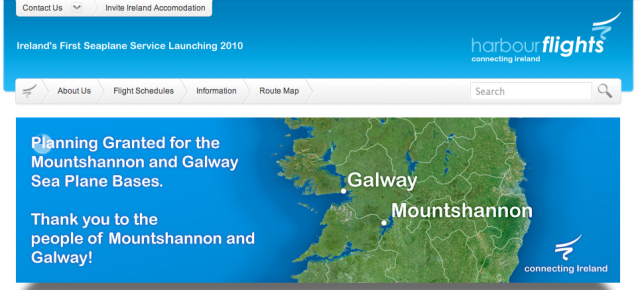 Contact Us
Invite Ireland Accomodation
Ireland's First Seaplane Service Launching 2010
harbourflights
connecting ireland
About Us
Flight Schedules
Information
Route Map
Search
Planning Granted for the
Mountshannon and Galway
Sea Plane Bases.
Thank you to the
people of Mountshannon and
Galway!
Galway
Mountshannon
connecting Ireland